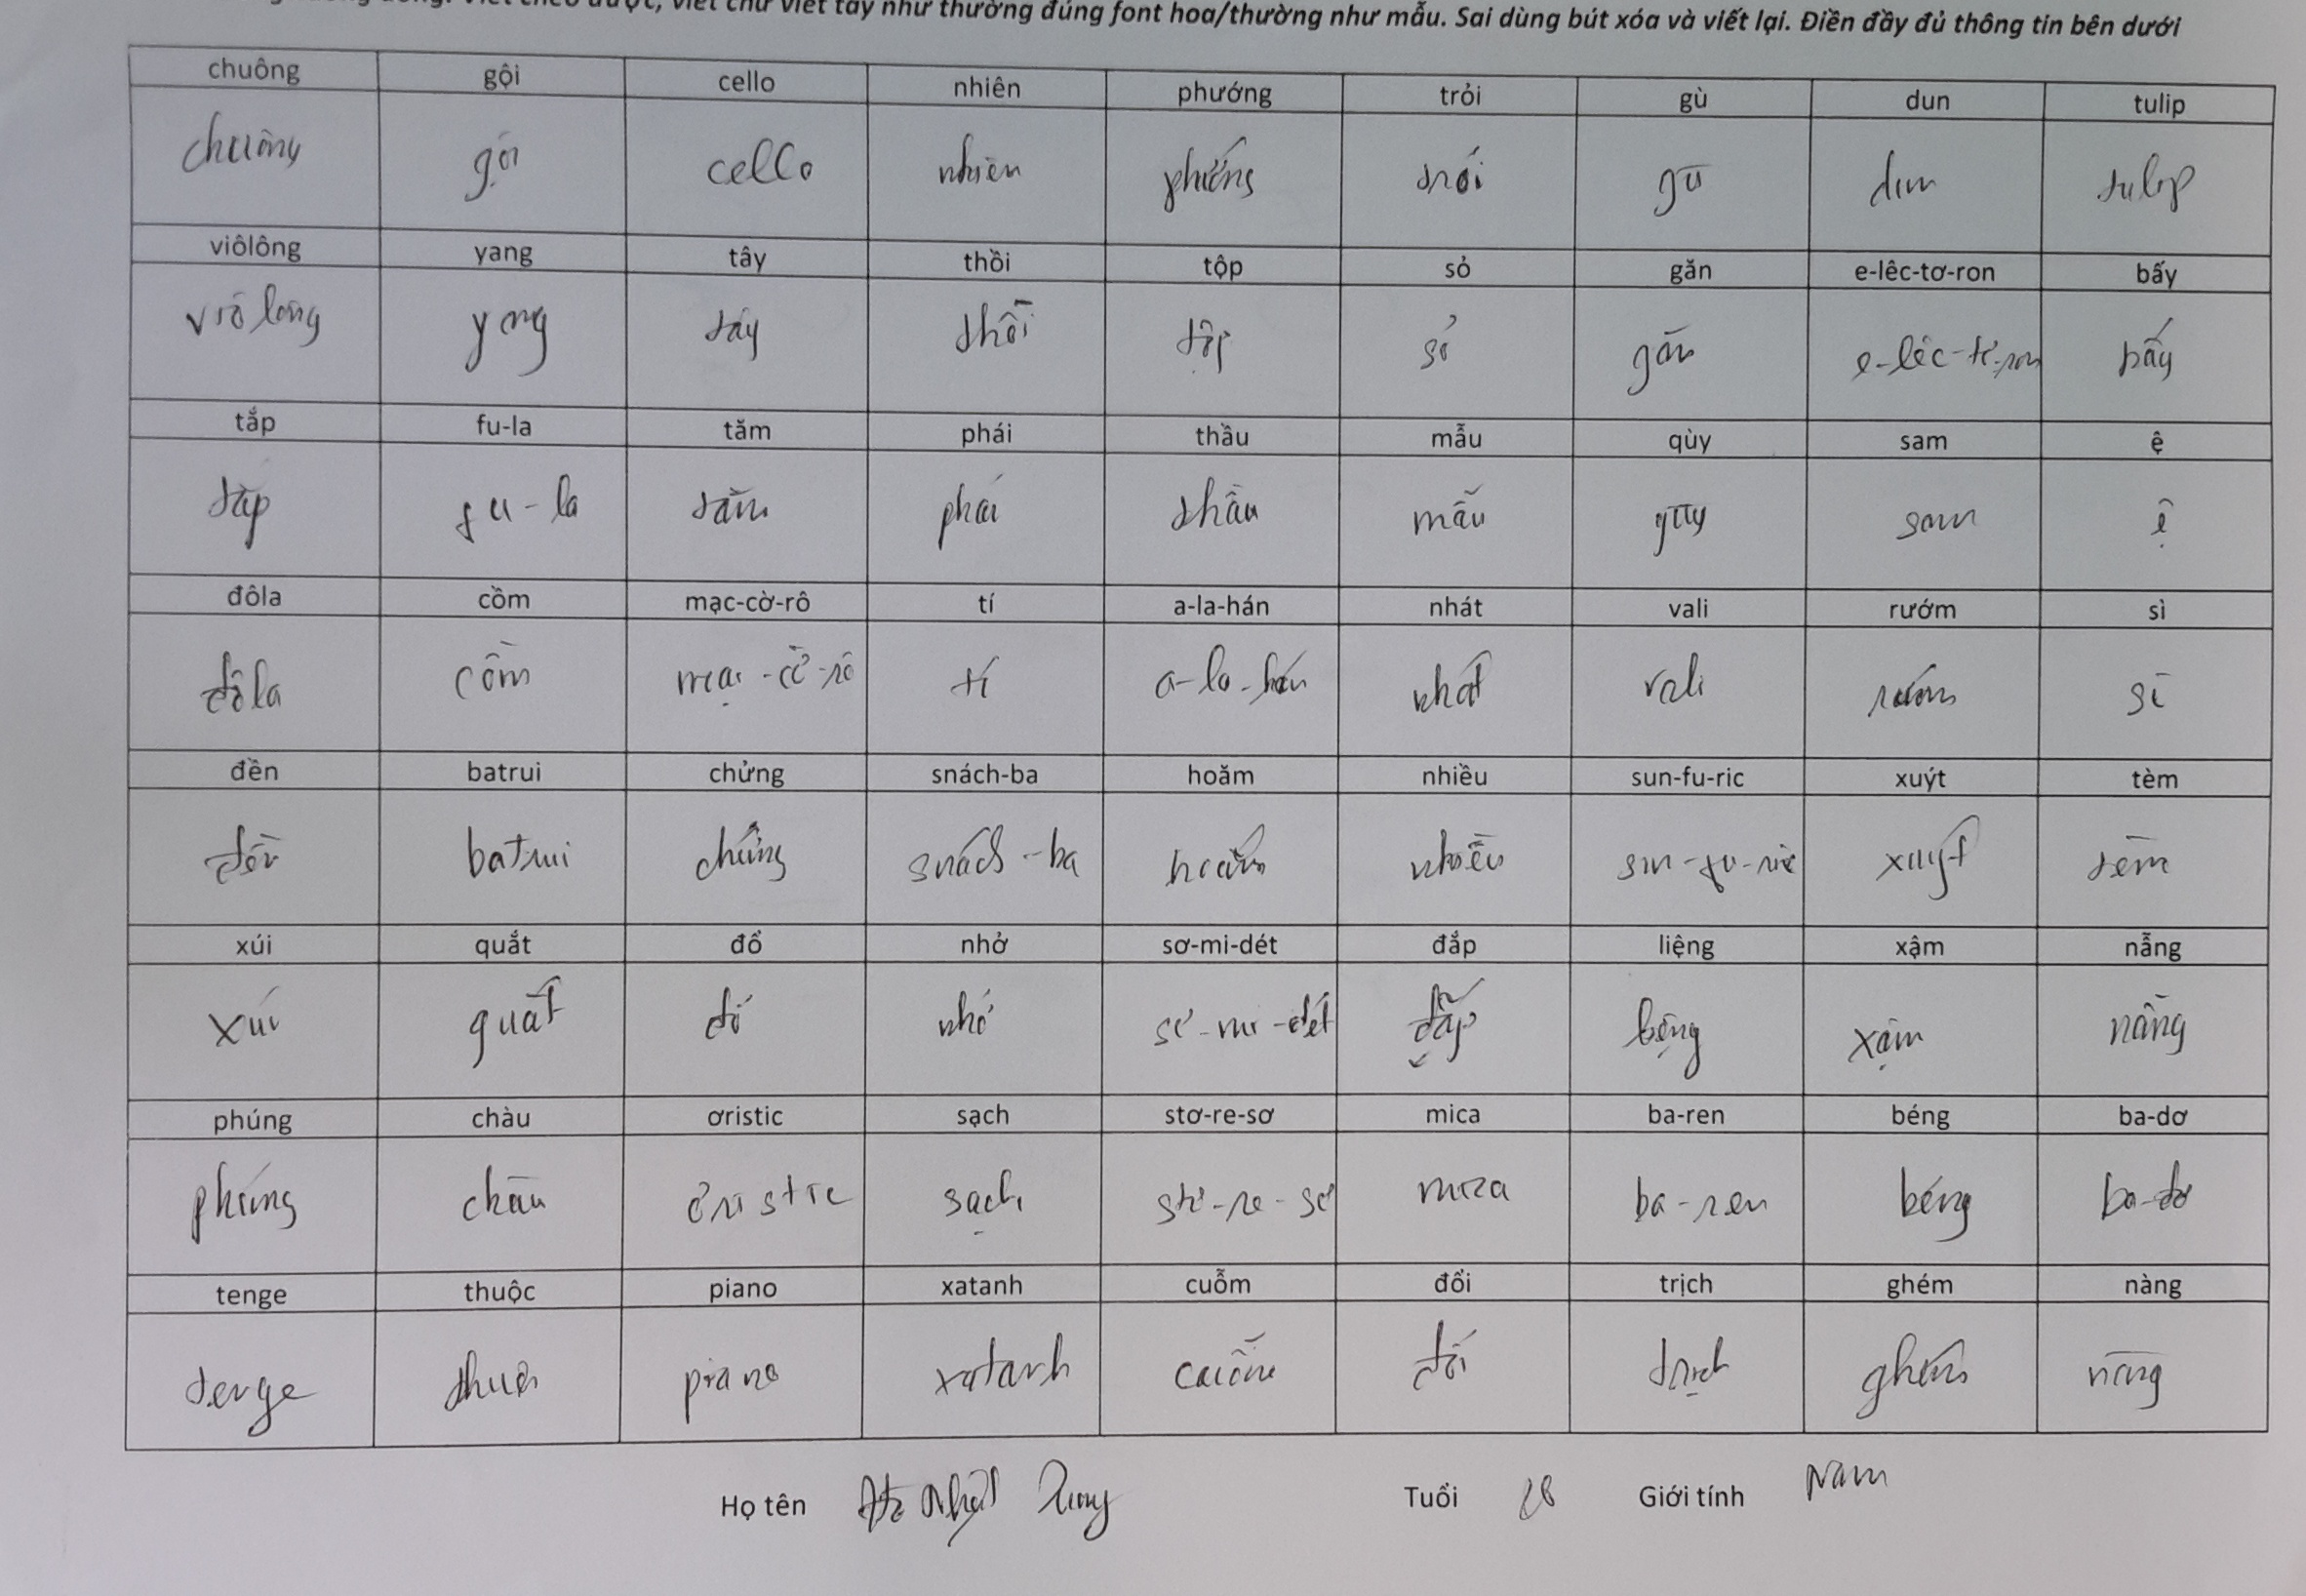 viết chữ viết tay như thường đúng font hoa/thường như mẫu. Sai dùng bút xóa và viết lại. Điền đầy đủ thông tin bên dưới
chuông gội cello nhiên phướng trỏi gù dun tulip
chuông gội cello nhiên phướng trỏi gù dun tulip
viôlông yang tây thồi tộp sỏ găn e-lêc-tơ-ron bấy
viôlông yang tây thồi tộp sỏ găn e-lêc-tơ-ron bấy
tắp fu-la tăm phái thầu mẫu qùy sam ệ
tắp fu-la tăm phái thầu mẫu qùy sam ệ
đôla cồm mạc-cờ-rô tí a-la-hán nhát vali rướm sì
đôla cồm mạc-cờ-rô tí a-la-hán nhát vali rướm sì
đền batrui chửng snách-ba hoăm nhiều sun-fu-ric xuýt tèm
đền batrui chửng snách-ba hoăm nhiều sun-fu-ric xuýt tèm
xúi quắt đổ nhở sơ-mi-dét đắp liệng xậm nẵng
xúi quắt đổ nhở sơ-mi-đét đắp liệng xậm nẵng
phúng chàu ơristic sạch stơ-re-sơ mica ba-ren béng ba-dơ
phúng chàu ơristic sạch stơ-re-sơ mica ba-ren béng ba-đơ
tenge thuộc piano xatanh cuỗm đổi trịch ghém nàng
tenge thuộc piano xatanh cuỗm đổi trịch ghém nàng
Họ tên Nhật Tuổi 28 Giới tính Nam